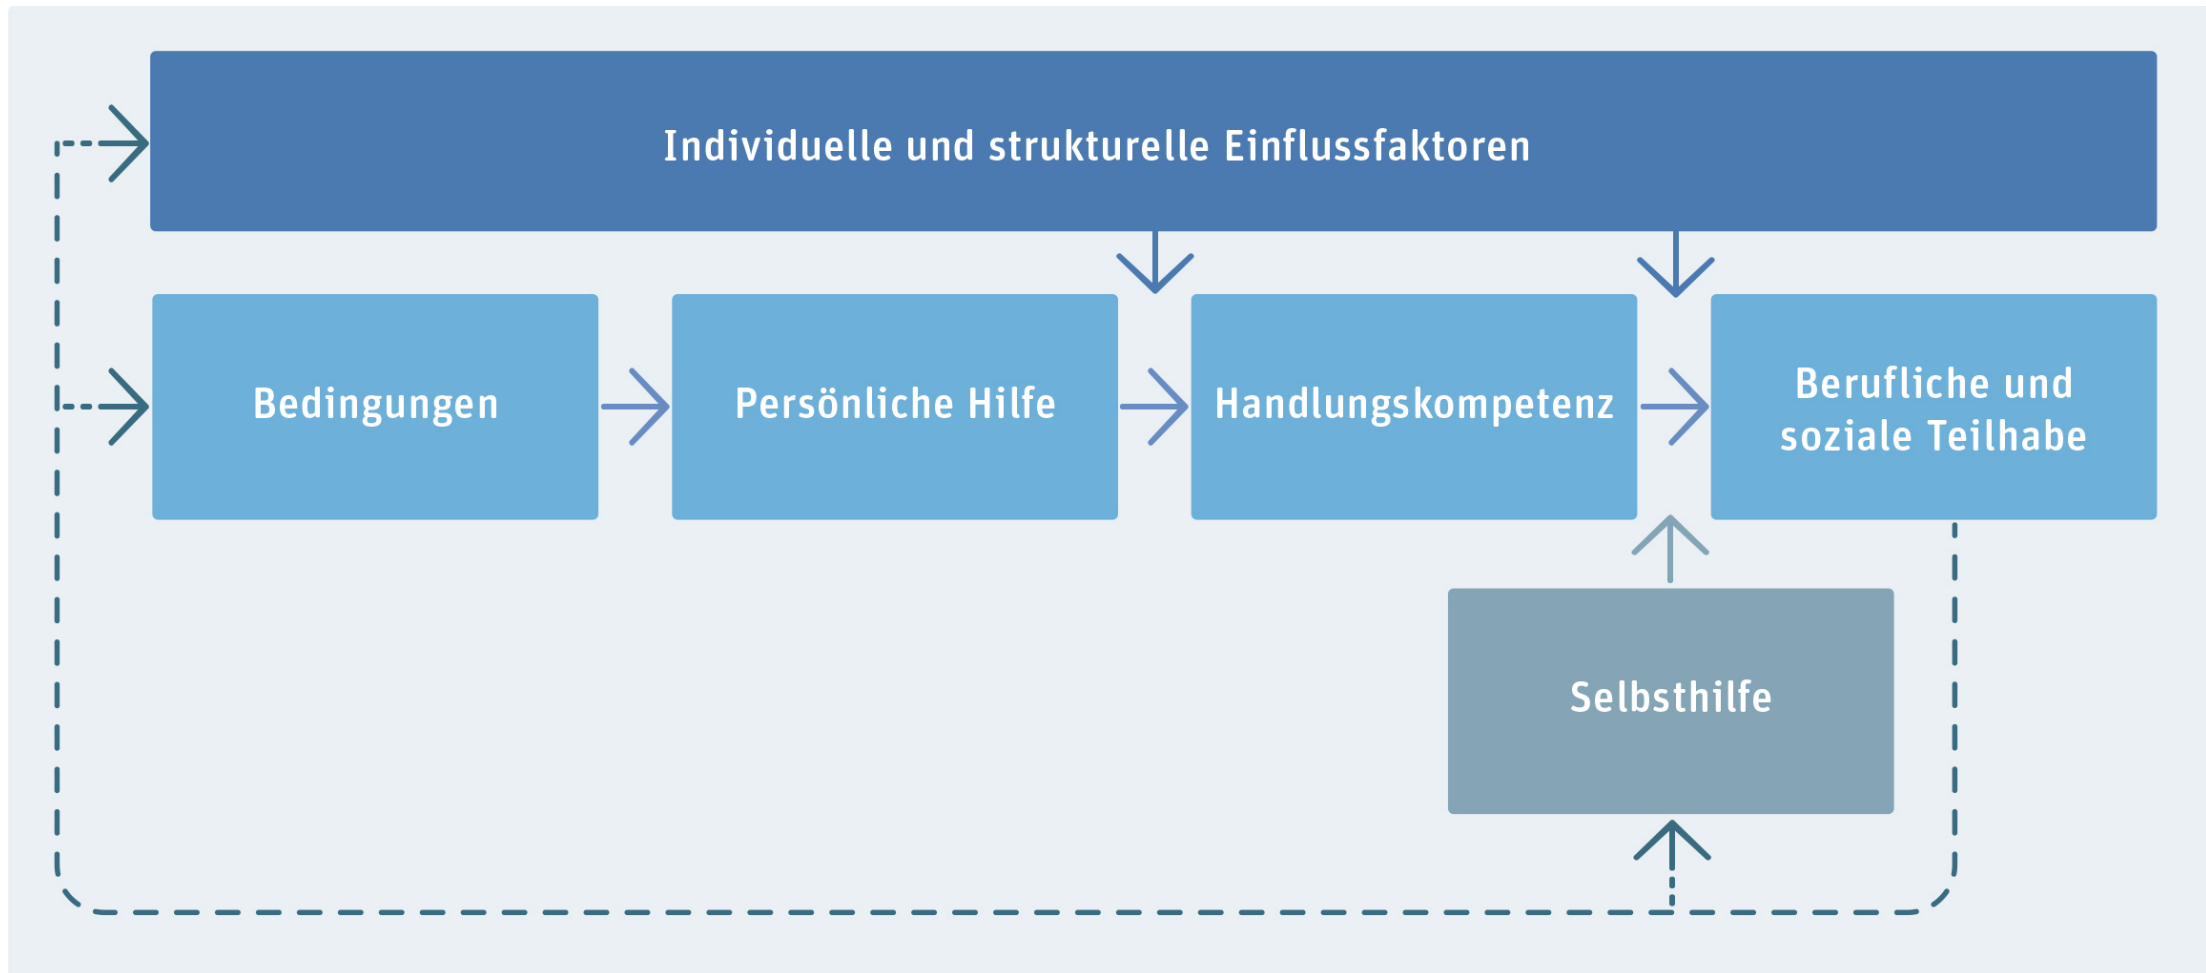 Individuelle und strukturelle Einflussfaktoren
Bedingungen
Persönliche Hilfe
Handlungskompetenz
Berufliche und
soziale Teilhabe
Selbsthilfe